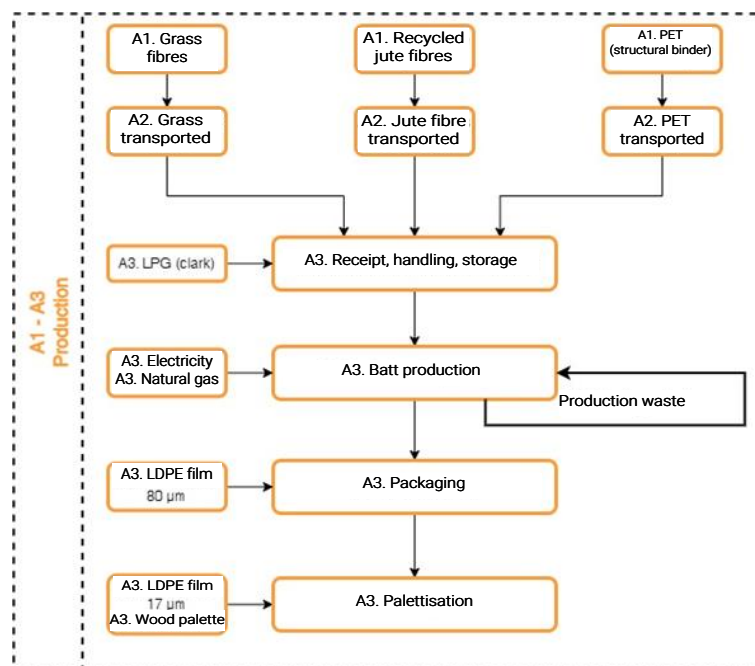 A1. Grass
fibres
A1. Recycled
jute fibres
A1. PET
(structural binder)
A2. Grass
transported
A2. Jute fibre
transported
A2. PET
transported
A3. LPG (clark)
A3. Receipt, handling, storage
A1 - A3
Production
A3. Electricity
A3. Natural gas
A3. Batt production
Production waste
A3. LDPE film
80 µm
A3. Packaging
A3. LDPE film
17 µm
A3. Wood palette
A3. Palettisation